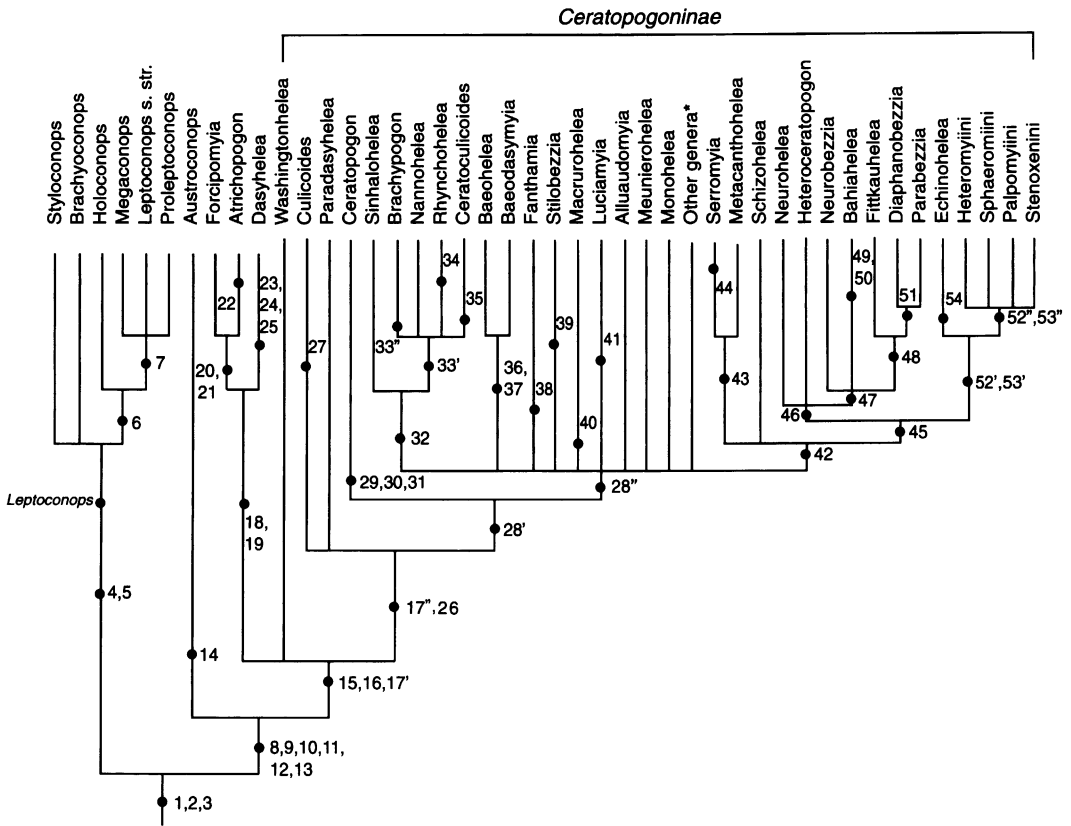 Ceratopogoninae
Styloconops
Brachyconops
Holoconops
Megaconops
Leptoconops s. str.
Proleptoconops
Austroconops
Forcipomyia
Atrichopogon
Dasyhelea
Washingtonhelea
Culicoides
Paradasyhelea
Ceratopogon
Sinhalohelea
Brachypogon
Nannohelea
Rhynchohelea
Ceratoculicoides
Baeohelea
Baeodasymyia
Fanthamia
Stilobezzia
Macrurohelea
Luciamyia
Alluaudomyia
Meunierohelea
Monohelea
Other genera*
Serromyia
Metacanthohelea
Schizohelea
Neurohelea
Heteroceratopogon
Neurobezzia
Bahiahelea
Fittkauhelea
Diaphanobezzia
Parabezzia
Echinohelea
Heteromyiini
Sphaeromiini
Palpomyiini
Stenoxenini
22
23,
24,
25
34
35
33"
33'
39
44
49,
50
51
54
52",53"
7
20,
21
27
36,
37
38
41
43
48
52',53'
6
32
40
46
47
45
42
Leptoconops
18,
19
29,30,31
28"
28'
4,5
17",26
14
15,16,17'
8,9,10,11,
12,13
1,2,3